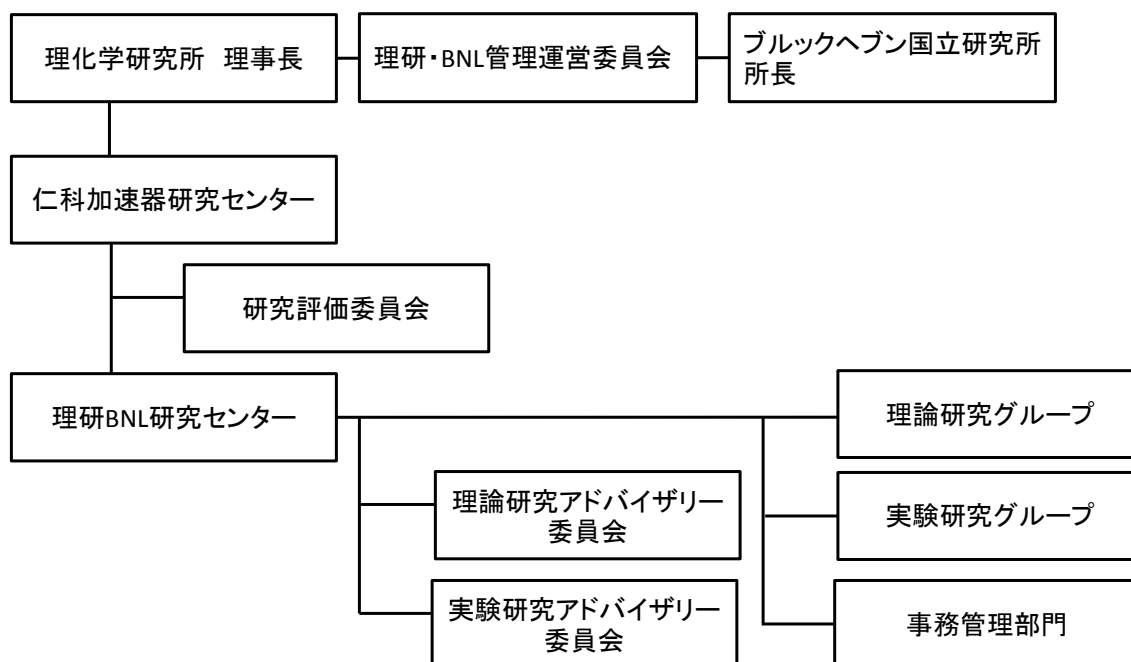 理化学研究所 理事長
理研・BNL管理運営委員会
ブルックヘブン国立研究所
所長
仁科加速器研究センター
研究評価委員会
理研BNL研究センター
理論研究グループ
理論研究アドバイザリー
委員会
実験研究グループ
実験研究アドバイザリー
委員会
事務管理部門